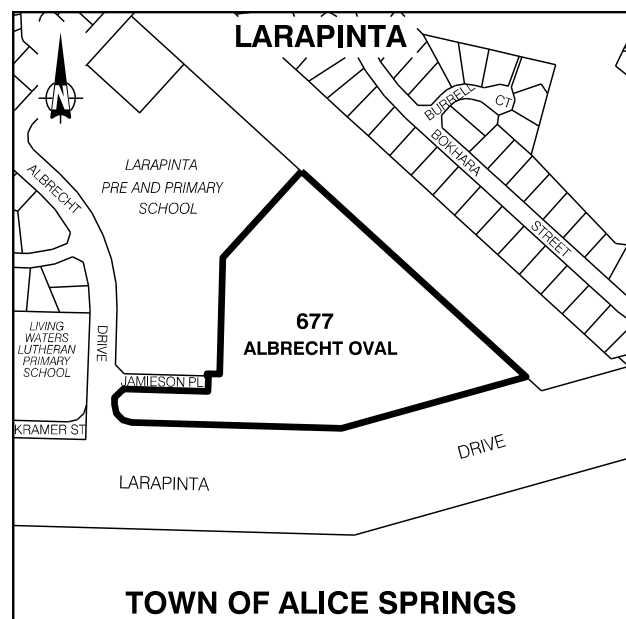 LARAPINTA
N
BURRELL
CT
BOKHARA
STREET
ALBRECHT
DRIVE
LARAPINTA
PRE AND PRIMARY
SCHOOL
677
ALBRECHT OVAL
LIVING
WATERS
LUTHERAN
PRIMARY
SCHOOL
JAMIESON PL
KRAMER ST
LARAPINTA
DRIVE
TOWN OF ALICE SPRINGS